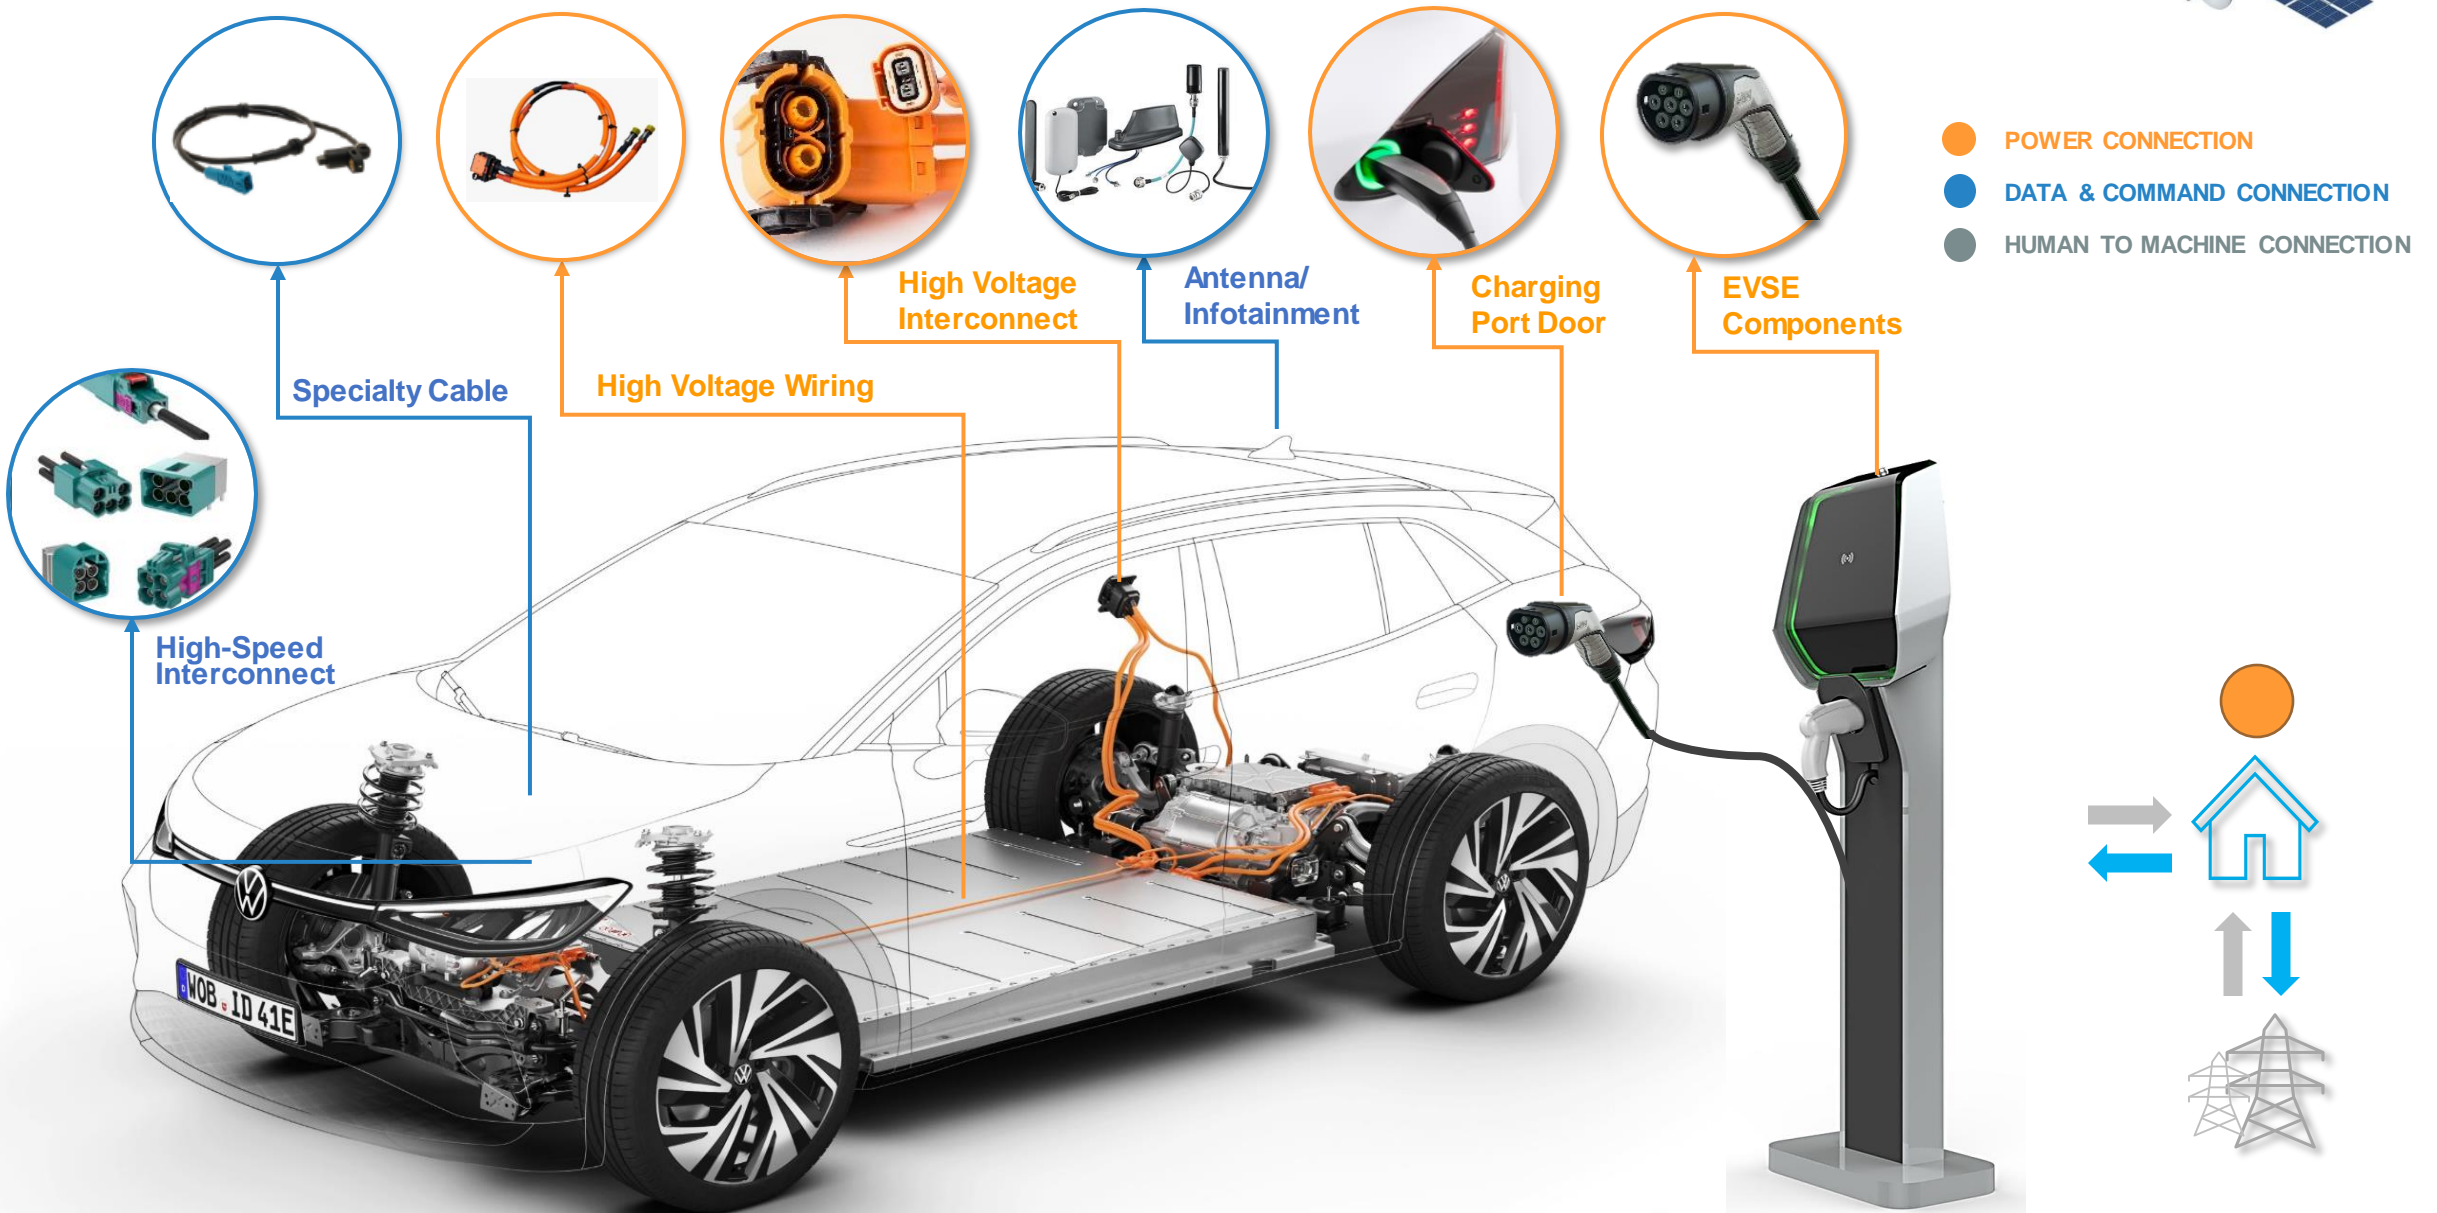 POWER CONNECTION
DATA & COMMAND CONNECTION
HUMAN TO MACHINE CONNECTION
High Voltage
Interconnect
Antenna/
Infotainment
Charging
Port Door
EVSE
Components
Specialty Cable
High Voltage Wiring
High-Speed
Interconnect
WOB ID 41E